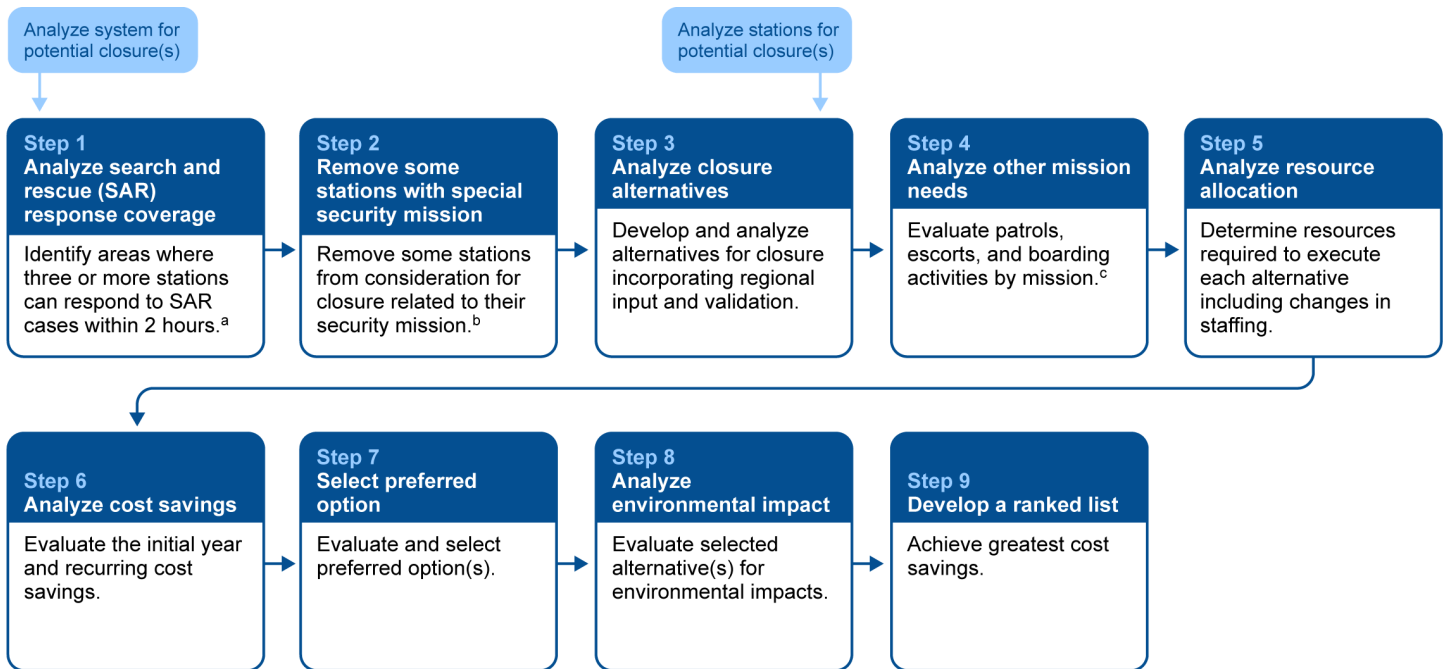 Analyze system for
potential closure(s)
Analyze stations for
potential closure(s)
Step 1
Analyze search and
rescue (SAR)
response coverage
Identify areas where
three or more stations
can respond to SAR
cases within 2 hours.a
Step 2
Remove some
stations with special
security mission
Remove some stations
from consideration for
closure related to their
security mission.b
Step 3
Analyze closure
alternatives
Develop and analyze
alternatives for closure
incorporating regional
input and validation.
Step 4
Analyze other mission
needs
Evaluate patrols,
escorts, and boarding
activities by mission.c
Step 5
Analyze resource
allocation
Determine resources
required to execute
each alternative
including changes in
staffing.
Step 6
Analyze cost savings
Evaluate the initial year
and recurring cost
savings.
Step 7
Select preferred
option
Evaluate and select
preferred option(s).
Step 8
Analyze
environmental impact
Evaluate selected
alternative(s) for
environmental impacts.
Step 9
Develop a ranked list
Achieve greatest cost
savings.